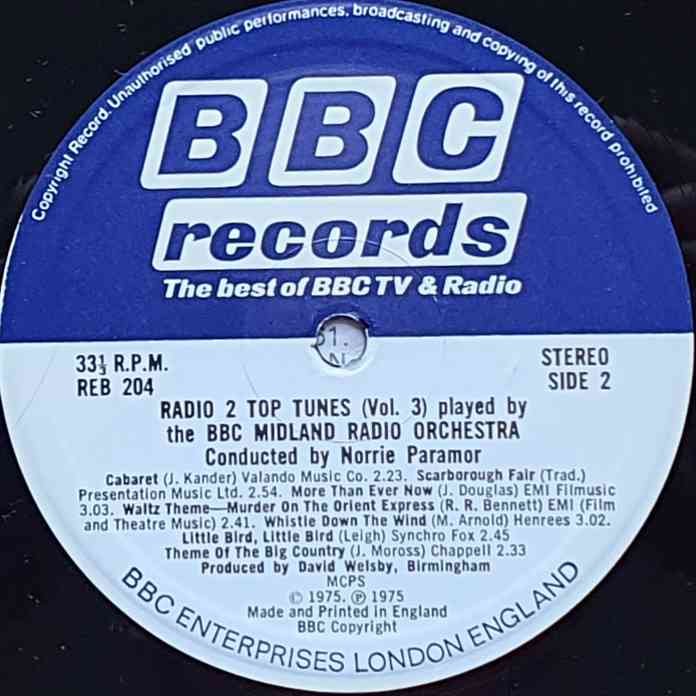 Copyright Record. Unauthorised public performances, broadcasting and copying of this record prohibited
BBC
records
The best of BBC TV & Radio
33⅓ R.P.M.
REB 204
STEREO
SIDE 2
RADIO 2 TOP TUNES (Vol. 3) played by
the BBC MIDLAND RADIO ORCHESTRA
Conducted by Norrie Paramor
Cabaret (J. Kander) Valando Music Co. 2.23. Scarborough Fair (Trad.)
Presentation Music Ltd. 2.54. More Than Ever Now (J. Douglas) EMI Filmusic
3.03. Waltz Theme—Murder On The Orient Express (R. R. Bennett) EMI (Film
and Theatre Music) 2.41. Whistle Down The Wind (M. Arnold) Henrees 3.02.
Little Bird, Little Bird (Leigh) Synchro Fox 2.45
Theme Of The Big Country (J. Moross) Chappell 2.33
Produced by David Welsby, Birmingham
MCPS
© 1975. ℗ 1975
Made and Printed in England
BBC Copyright
BBC ENTERPRISES LONDON ENGLAND